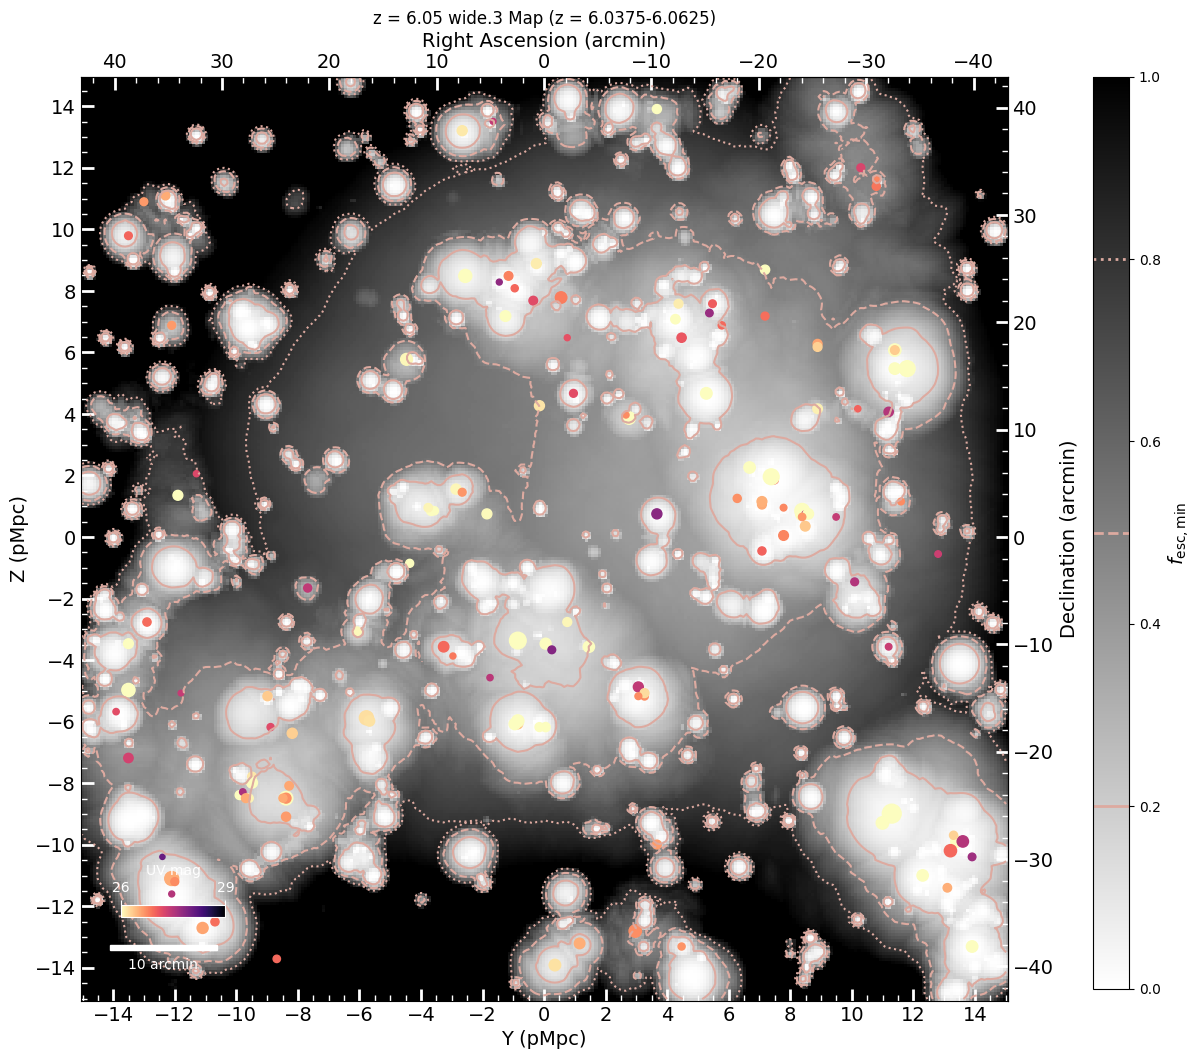 z = 6.05 wide.3 Map (z = 6.0375-6.0625)
Right Ascension (arcmin)
40 30 20 10 0 −10 −20 −30 −40
14 12 10 8 6 4 2 0 −2 −4 −6 −8 −10 −12 −14
Z (pMpc)
40 30 20 10 0 −10 −20 −30 −40
Declination (arcmin)
UV mag
26 29
10 arcmin
−14 −12 −10 −8 −6 −4 −2 0 2 4 6 8 10 12 14
Y (pMpc)
1.0
0.8
0.6
0.4
0.2
0.0
fesc,min